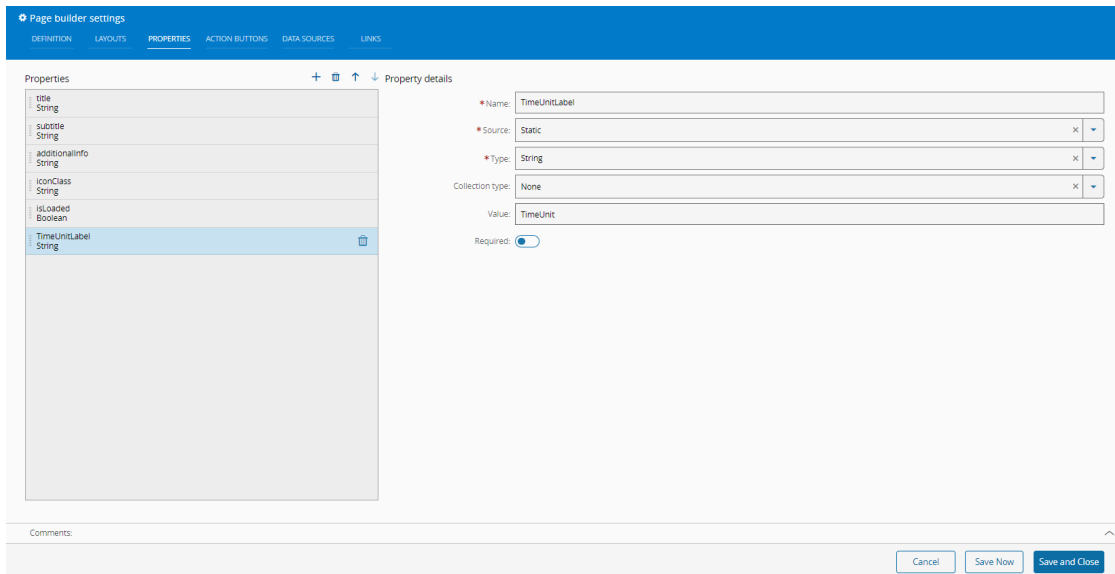 Page builder settings
DEFINITION LAYOUTS PROPERTIES ACTION BUTTONS DATA SOURCES LINKS
Properties
title
String
subtitle
String
additionalInfo
String
iconClass
String
isLoaded
Boolean
TimeUnitLabel
String
Property details
*Name: TimeUnitLabel
*Source: Static
*Type: String
Collection type: None
Value: TimeUnit
Required:
Comments:
Cancel Save Now Save and Close